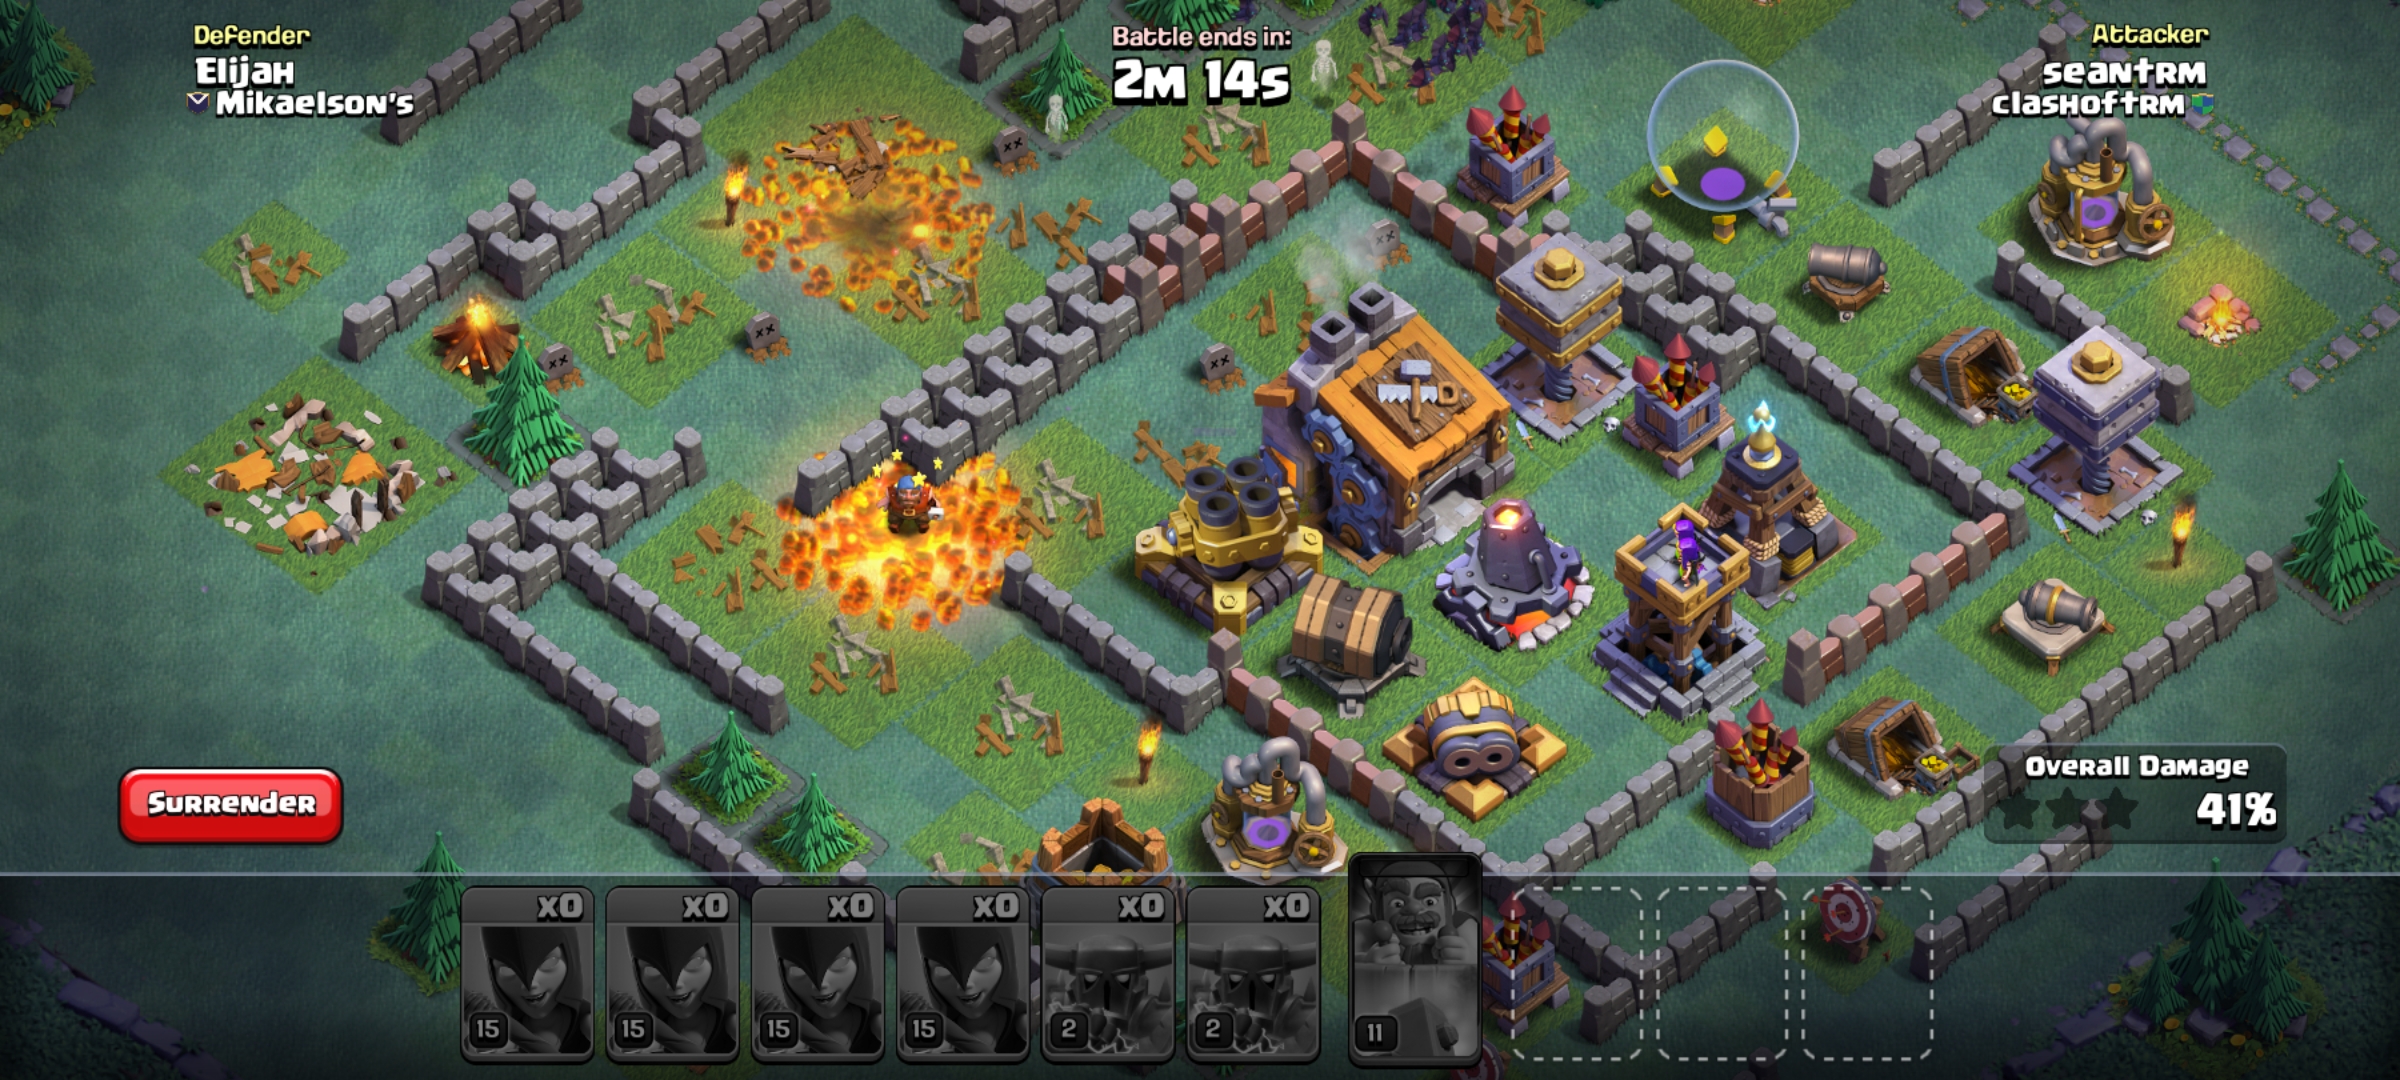 Defender
Elijah
Mikaelson's
Battle ends in:
2M 14s
Attacker
seantRM
clashoftRM
Surrender
Overall Damage
41%
x0
x0
x0
x0
x0
x0
15
15
15
15
2
2
11